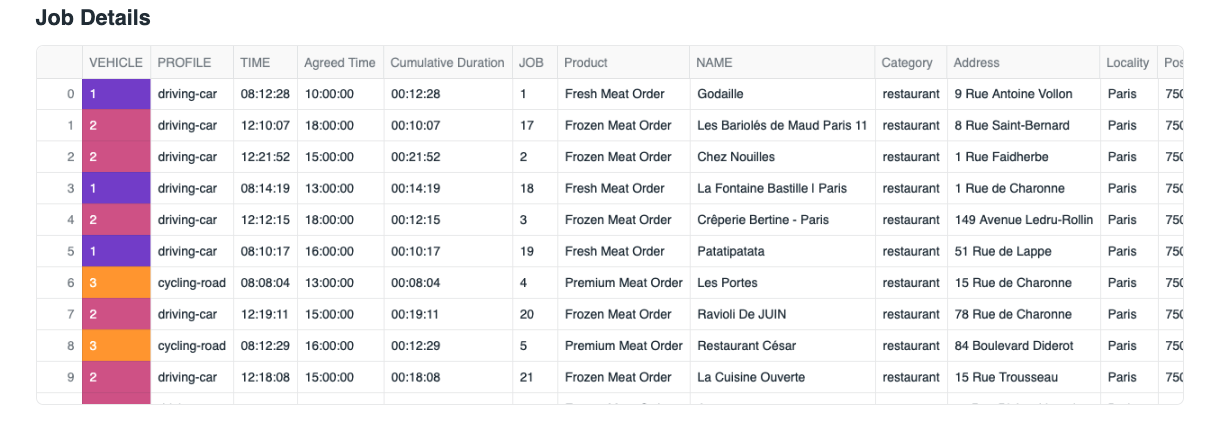 Job Details
VEHICLE PROFILE TIME Agreed Time Cumulative Duration JOB Product NAME Category Address Locality Pos
0 1 driving-car 08:12:28 10:00:00 00:12:28 1 Fresh Meat Order Godaille restaurant 9 Rue Antoine Vollon Paris 750
1 2 driving-car 12:10:07 18:00:00 00:10:07 17 Frozen Meat Order Les Bariolés de Maud Paris 11 restaurant 8 Rue Saint-Bernard Paris 750
2 2 driving-car 12:21:52 15:00:00 00:21:52 2 Frozen Meat Order Chez Nouilles restaurant 1 Rue Faidherbe Paris 750
3 1 driving-car 08:14:19 13:00:00 00:14:19 18 Fresh Meat Order La Fontaine Bastille l Paris restaurant 1 Rue de Charonne Paris 750
4 2 driving-car 12:12:15 18:00:00 00:12:15 3 Frozen Meat Order Crêperie Bertine - Paris restaurant 149 Avenue Ledru-Rollin Paris 750
5 1 driving-car 08:10:17 16:00:00 00:10:17 19 Fresh Meat Order Patatipatata restaurant 51 Rue de Lappe Paris 750
6 3 cycling-road 08:08:04 13:00:00 00:08:04 4 Premium Meat Order Les Portes restaurant 15 Rue de Charonne Paris 750
7 2 driving-car 12:19:11 15:00:00 00:19:11 20 Frozen Meat Order Ravioli De JUIN restaurant 78 Rue de Charonne Paris 750
8 3 cycling-road 08:12:29 16:00:00 00:12:29 5 Premium Meat Order Restaurant César restaurant 84 Boulevard Diderot Paris 750
9 2 driving-car 12:18:08 15:00:00 00:18:08 21 Frozen Meat Order La Cuisine Ouverte restaurant 15 Rue Trousseau Paris 750